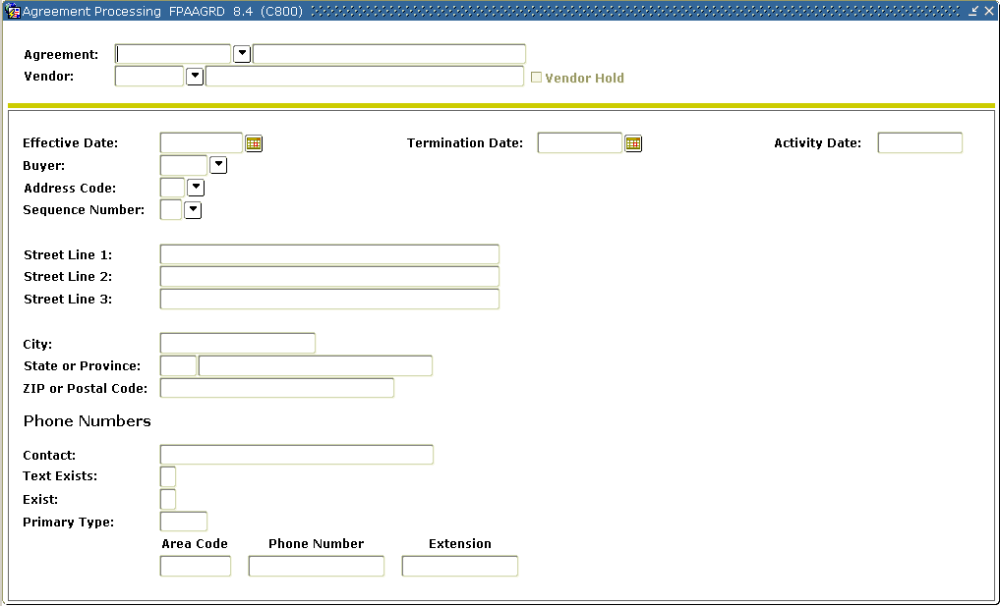 Agreement Processing FPAAGRD 8.4 (C800)
Agreement:
Vendor:
Vendor Hold
Effective Date:
Termination Date:
Activity Date:
Buyer:
Address Code:
Sequence Number:
Street Line 1:
Street Line 2:
Street Line 3:
City:
State or Province:
ZIP or Postal Code:
Phone Numbers
Contact:
Text Exists:
Exist:
Primary Type:
Area Code
Phone Number
Extension